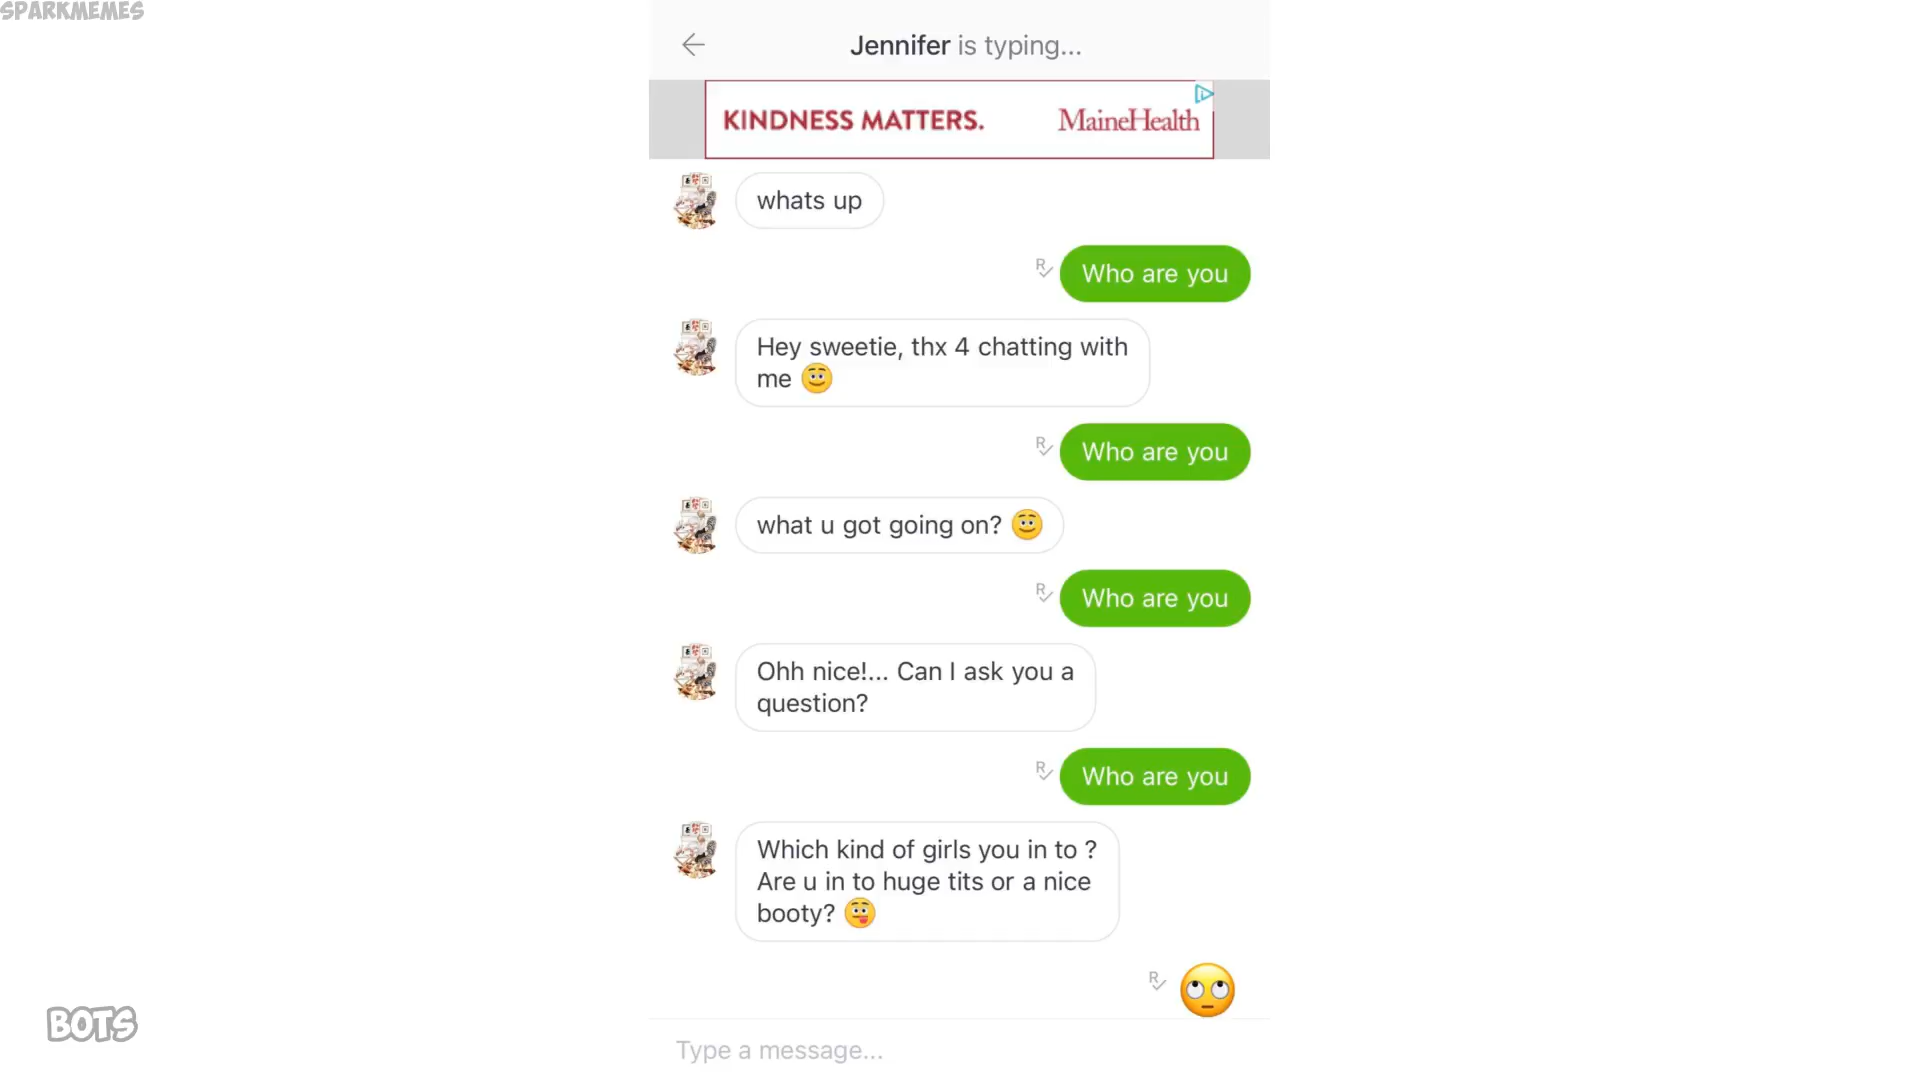 SPARKMEMES
Jennifer is typing...
KINDNESS MATTERS. MaineHealth
whats up
R
Who are you
Hey sweetie, thx 4 chatting with
me 🙂
R
Who are you
what u got going on? 🙂
R
Who are you
Ohh nice!... Can I ask you a
question?
R
Who are you
Which kind of girls you in to ?
Are u in to huge tits or a nice
booty? 😜
R
🙄
BOTS
Type a message...